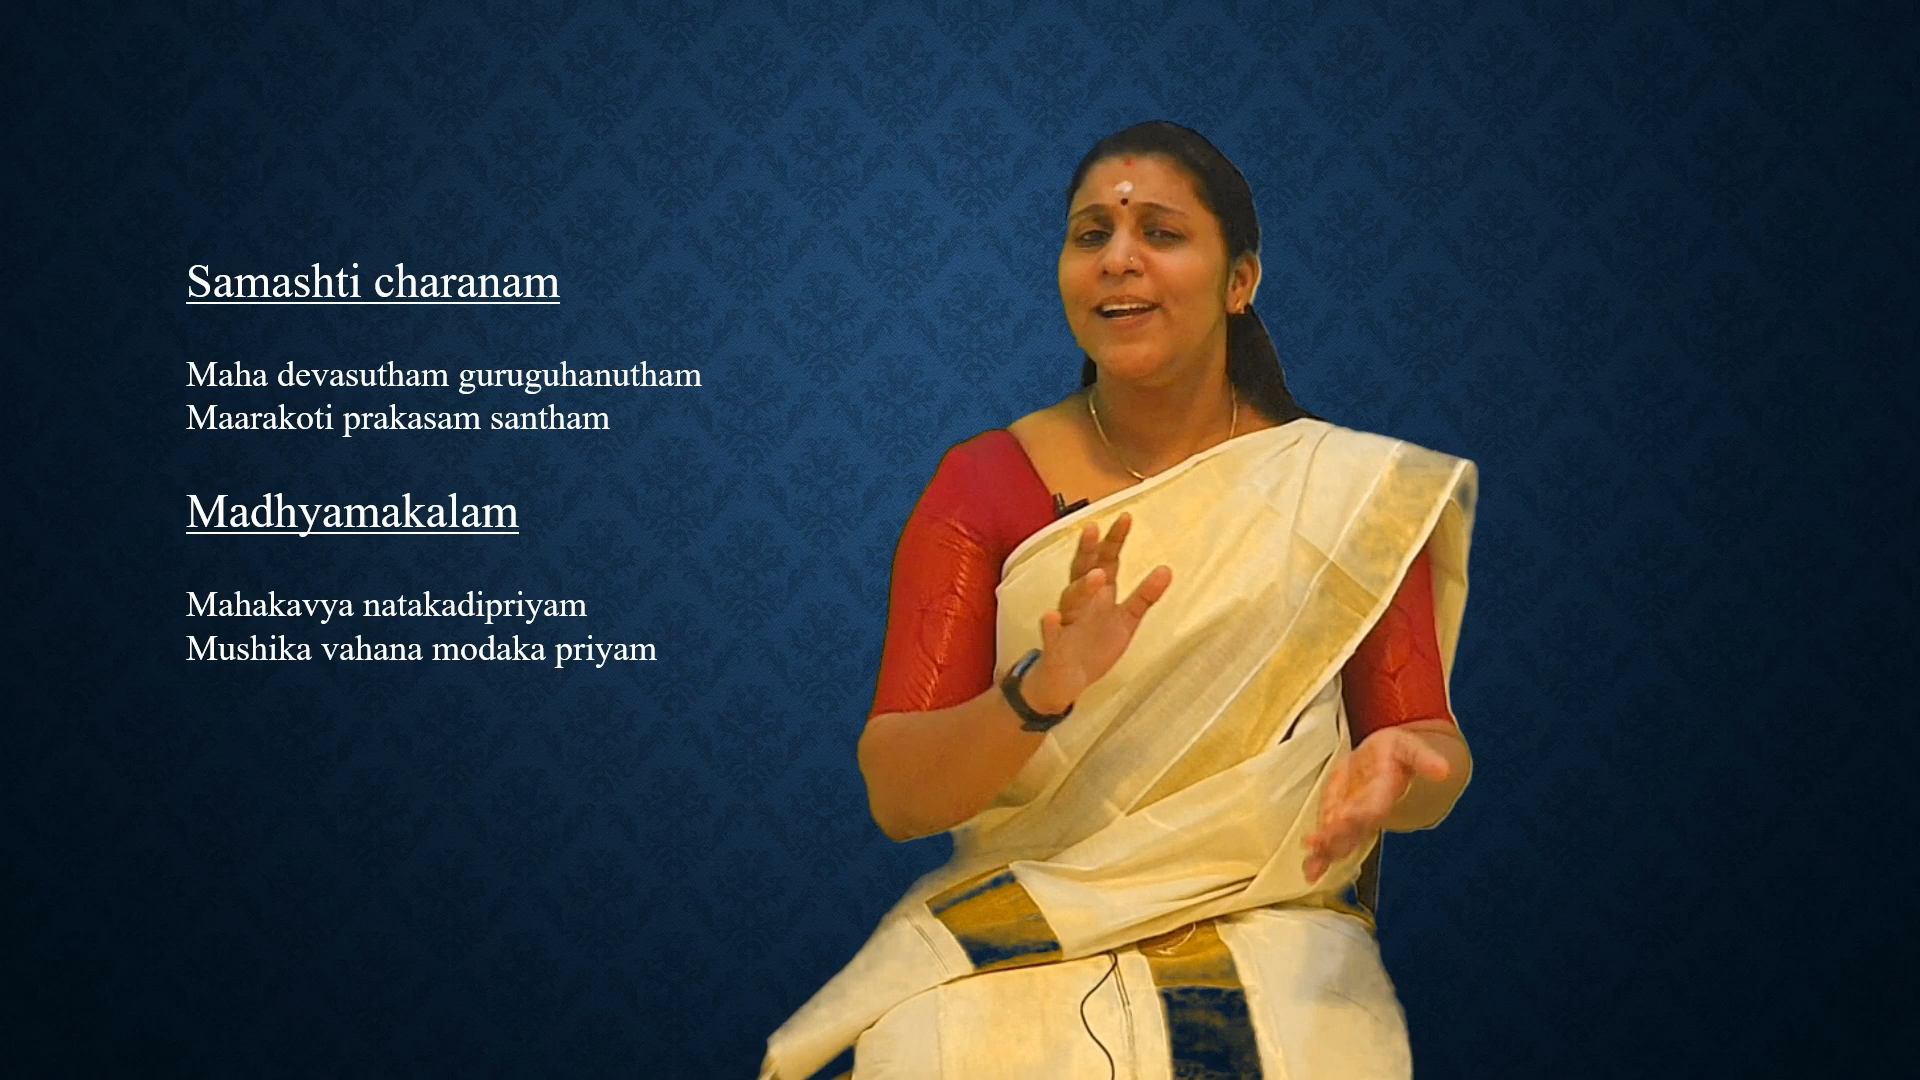 Samashti charanam
Maha devasutham guruguhanutham
Maarakoti prakasam santham
Madhyamakalam
Mahakavya natakadipriyam
Mushika vahana modaka priyam